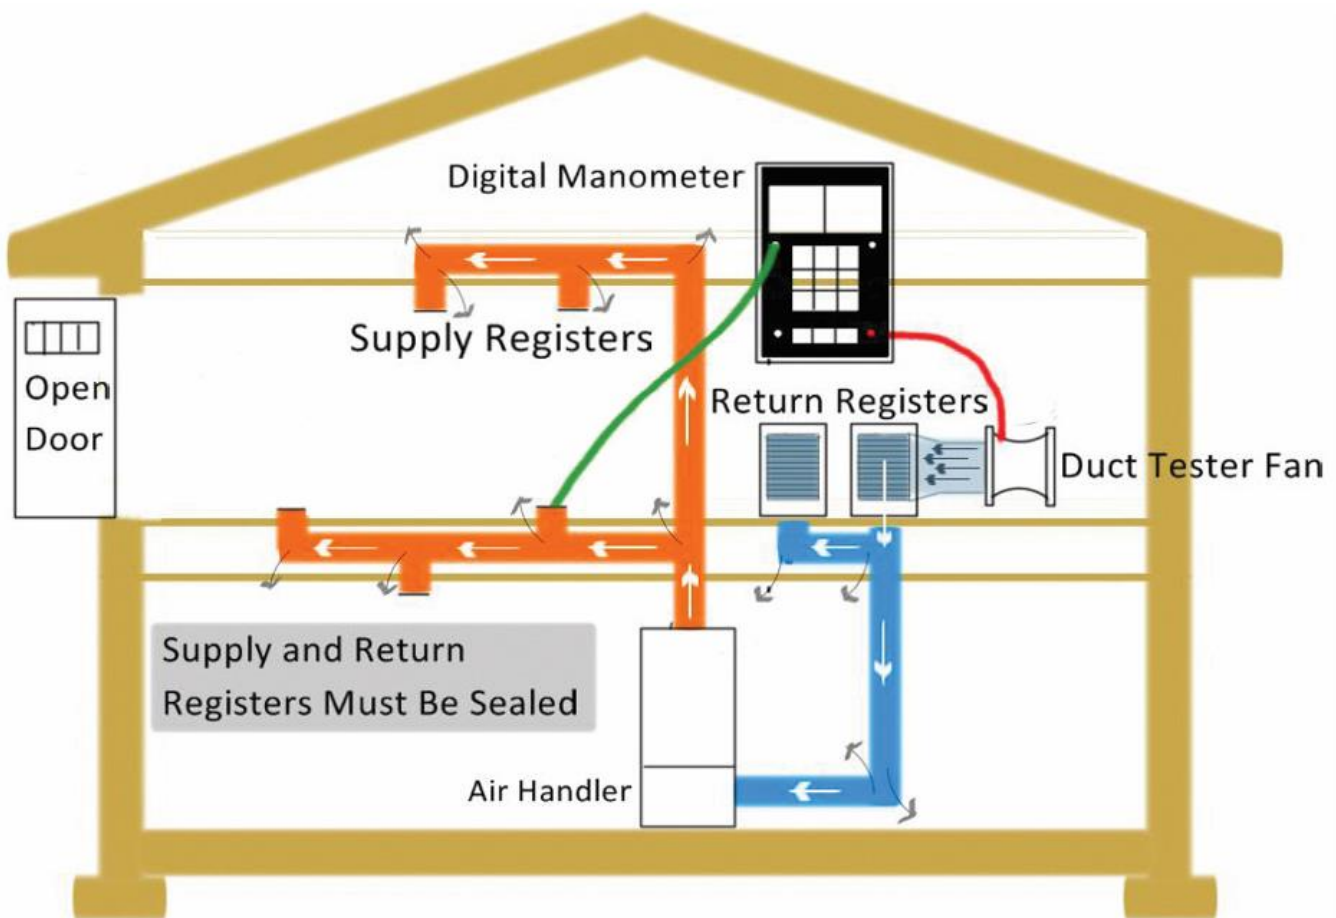 Digital Manometer
Supply Registers
Open
Door
Return Registers
Duct Tester Fan
Supply and Return
Registers Must Be Sealed
Air Handler